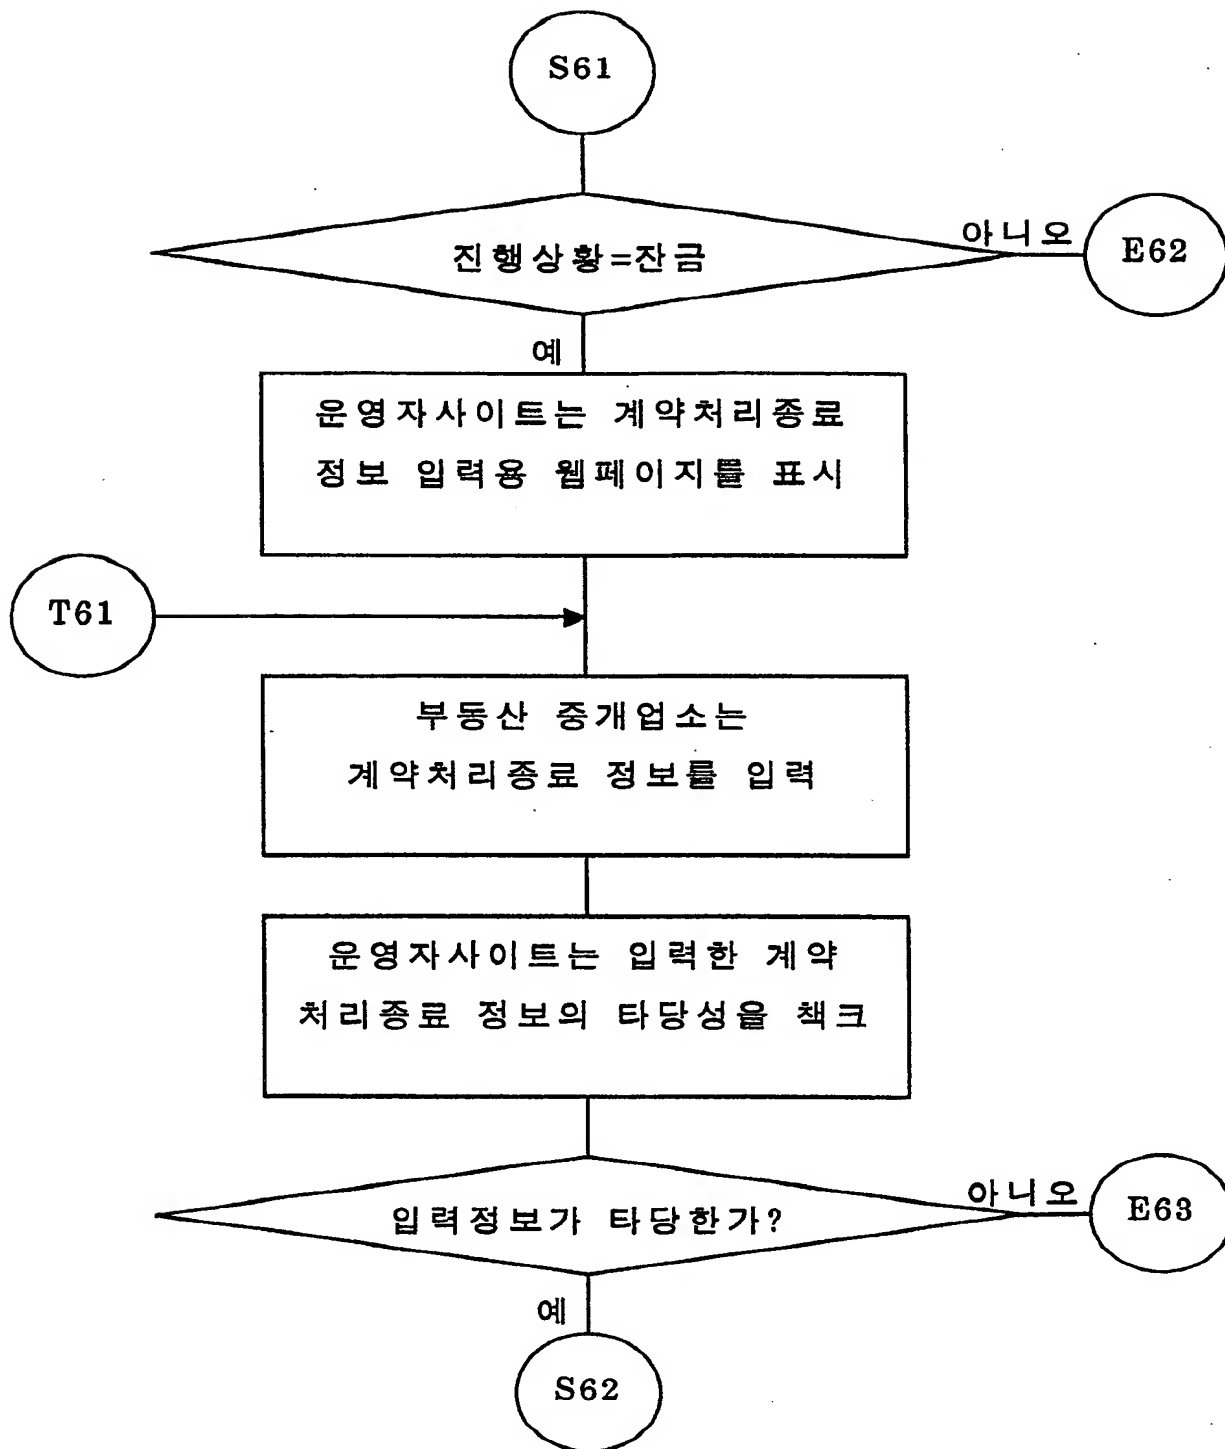 S61
진행상황=잔금
아니오
E62
예
운영자사이트는 계약처리종료
정보 입력용 웹페이지를 표시
T61
부동산 중개업소는
계약처리종료 정보를 입력
운영자사이트는 입력한 계약
처리종료 정보의 타당성을 책크
입력정보가 타당한가?
아니오
E63
예
S62